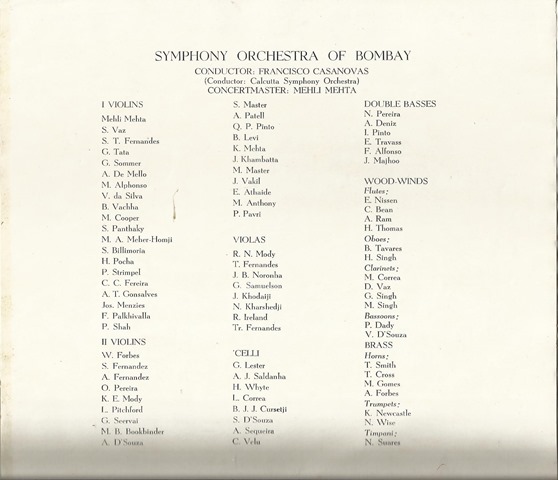 SYMPHONY ORCHESTRA OF BOMBAY
CONDUCTOR: FRANCISCO CASANOVAS
(Conductor: Calcutta Symphony Orchestra)
CONCERTMASTER: MEHLI MEHTA
I VIOLINS
Mehli Mehta
S. Vaz
S. T. Fernandes
G. Tata
G. Sommer
A. De Mello
M. Alphonso
V. da Silva
B. Vachha
M. Cooper
S. Panthaky
M. A. Meher-Homji
S. Billimoria
H. Pocha
P. Strimpel
C. C. Fereira
A. T. Gonsalves
Jos. Menzies
F. Palkhivalla
P. Shah
II VIOLINS
W. Forbes
S. Fernandez
A. Fernandez
O. Pereira
K. E. Mody
L. Pitchford
G. Seervai
M. B. Bookbinder
A. D'Souza
S. Master
A. Patell
Q. P. Pinto
B. Levi
K. Mehta
J. Khambatta
M. Master
J. Vakil
E. Athaide
M. Anthony
P. Pavri
VIOLAS
R. N. Mody
T. Fernandes
J. B. Noronha
G. Samuelson
J. Khodaiji
N. Kharshedji
R. Ireland
Tr. Fernandes
'CELLI
G. Lester
A. J. Saldanha
H. Whyte
L. Correa
B. J. J. Cursetji
S. D'Souza
A. Sequeira
C. Velu
DOUBLE BASSES
N. Pereira
A. Deniz
I. Pinto
E. Travass
F. Alfonso
J. Majhoo
WOOD-WINDS
Flutes;
E. Nissen
C. Bean
A. Ram
H. Thomas
Oboes;
B. Tavares
H. Singh
Clarinets;
M. Correa
D. Vaz
G. Singh
M. Singh
Bassoons;
P. Dady
V. D'Souza
BRASS
Horns;
T. Smith
T. Cross
M. Gomes
A. Forbes
Trumpets;
K. Newcastle
N. Wise
Timpani;
N. Suares